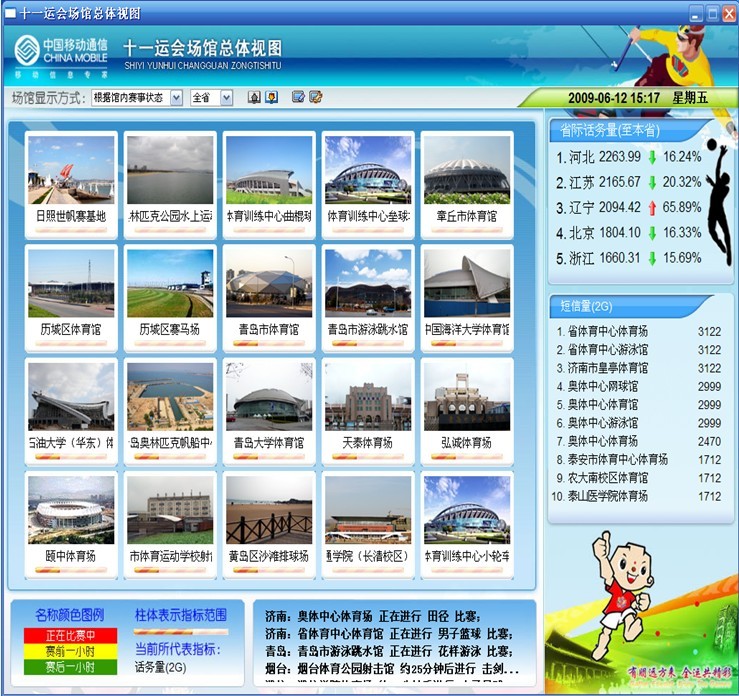 十一运会场馆总体视图
中国移动通信
CHINA MOBILE
移动信息专家
十一运会场馆总体视图
SHIYI YUNHUI CHANGGUAN ZONGTISHITU
场馆显示方式: 根据馆内赛事状态 全省
2009-06-12 15:17 星期五
日照世帆赛基地
林匹克公园水上运动
体育训练中心曲棍球
体育训练中心垒球
章丘市体育馆
历城区体育馆
历城区赛马场
青岛市体育馆
青岛市游泳跳水馆
中国海洋大学体育馆
石油大学(华东)体
岛奥林匹克帆船中心
青岛大学体育馆
天泰体育场
弘诚体育场
颐中体育场
市体育运动学校射
黄岛区沙滩排球场
通学院(长清校区)
体育训练中心小轮车
省际话务量(至本省)
1. 河北 2263.99 16.24%
2. 江苏 2165.67 20.32%
3. 辽宁 2094.42 65.89%
4. 北京 1804.10 16.33%
5. 浙江 1660.31 15.69%
短信量(2G)
1. 省体育中心体育场 3122
2. 省体育中心游泳馆 3122
3. 济南市皇亭体育馆 3122
4. 奥体中心网球馆 2999
5. 奥体中心体育馆 2999
6. 奥体中心游泳馆 2999
7. 奥体中心体育场 2470
8. 泰安市体育中心体育场 1712
9. 农大南校区体育馆 1712
10. 泰山医学院体育场 1712
名称颜色图例
正在比赛中
赛前一小时
赛后一小时
柱体表示指标范围
当前所代表指标:
话务量(2G)
济南: 奥体中心体育场 正在进行 田径 比赛;
济南: 省体育中心体育馆 正在进行 男子篮球 比赛;
青岛: 青岛市体育馆 正在进行 花样游泳 比赛;
烟台: 烟台体育公园射击馆 约25分钟后进行 击剑...
有朋远方来 全运一家亲